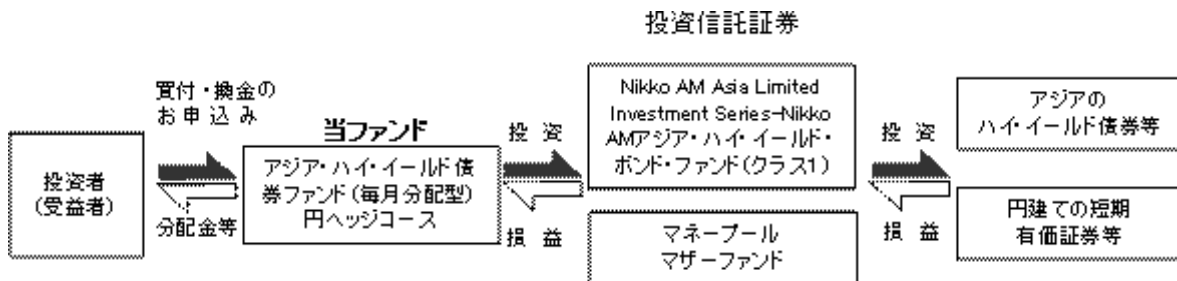 投資信託証券
買付・換金の
お申込み
投資者
(受益者)
分配金等
当ファンド
アジア・ハイ・イールド債
券ファンド(毎月分配型)
円ヘッジコース
投資
損益
Nikko AM Asia Limited
Investment Series-Nikko
AMアジア・ハイ・イールド・
ボンド・ファンド(クラス1)
マネープール
マザーファンド
投資
損益
アジアの
ハイ・イールド債券等
円建ての短期
有価証券等